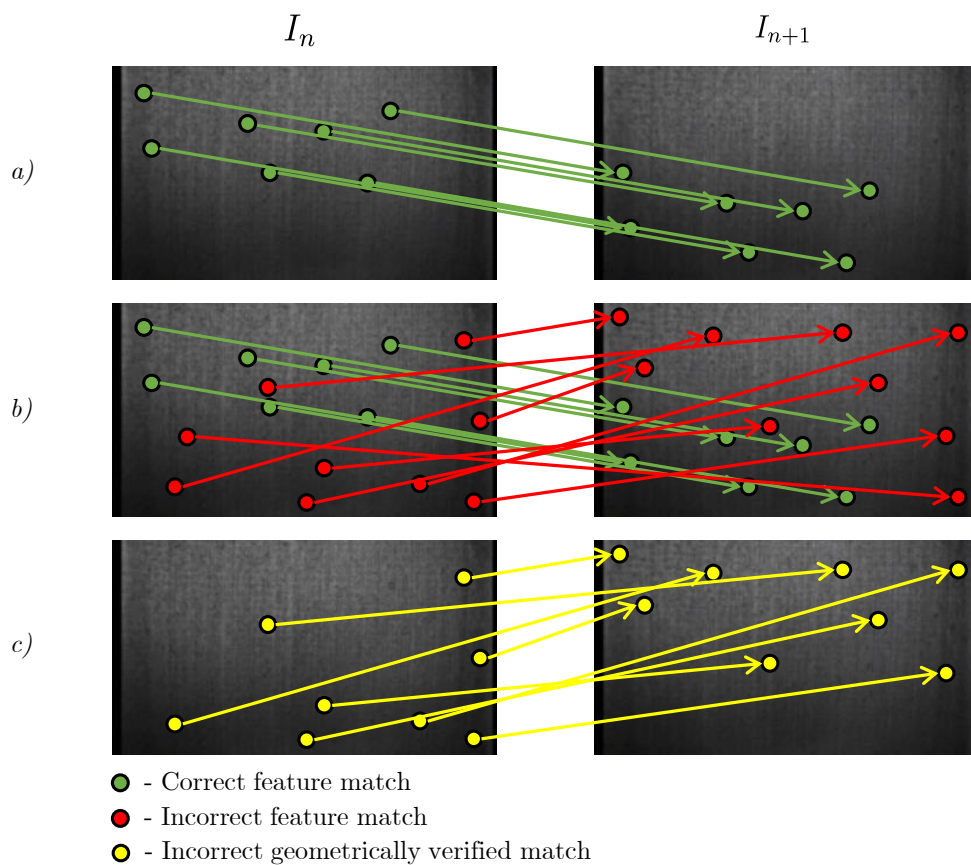 I_n
I_{n+1}
a)
b)
c)
- Correct feature match
- Incorrect feature match
- Incorrect geometrically verified match